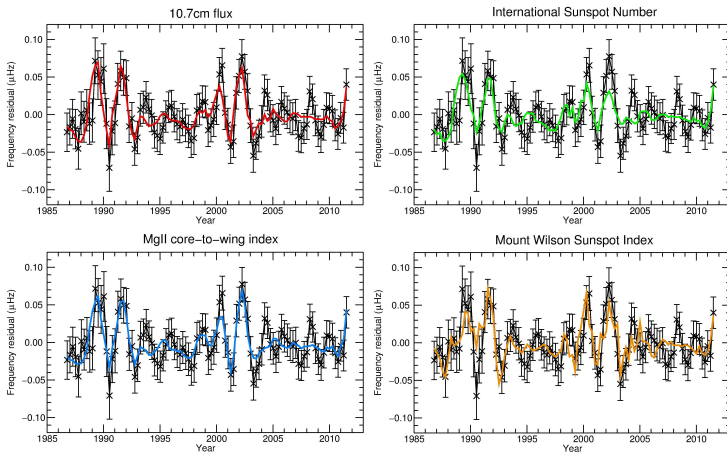 10.7cm flux
Frequency residual (μHz)
0.10
0.05
0.00
−0.05
−0.10
1985 1990 1995 2000 2005 2010
Year
International Sunspot Number
Frequency residual (μHz)
0.10
0.05
0.00
−0.05
−0.10
1985 1990 1995 2000 2005 2010
Year
MgII core−to−wing index
Frequency residual (μHz)
0.10
0.05
0.00
−0.05
−0.10
1985 1990 1995 2000 2005 2010
Year
Mount Wilson Sunspot Index
Frequency residual (μHz)
0.10
0.05
0.00
−0.05
−0.10
1985 1990 1995 2000 2005 2010
Year